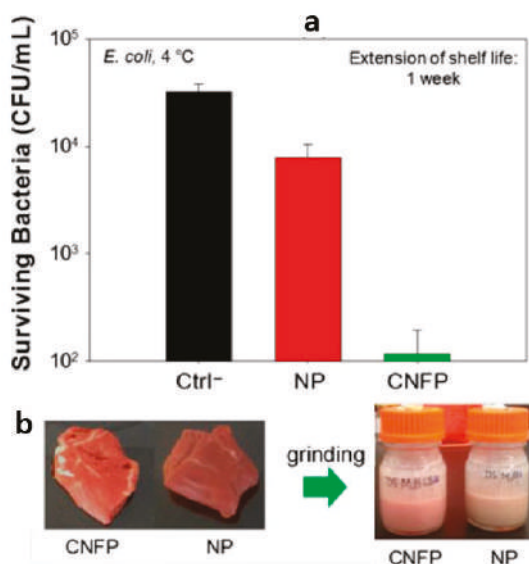 a
10⁵
E. coli, 4 °C
Extension of shelf life:
1 week
10⁴
10³
10²
Surviving Bacteria (CFU/mL)
Ctrl⁻
NP
CNFP
b
grinding
CNFP
NP
CNFP
NP